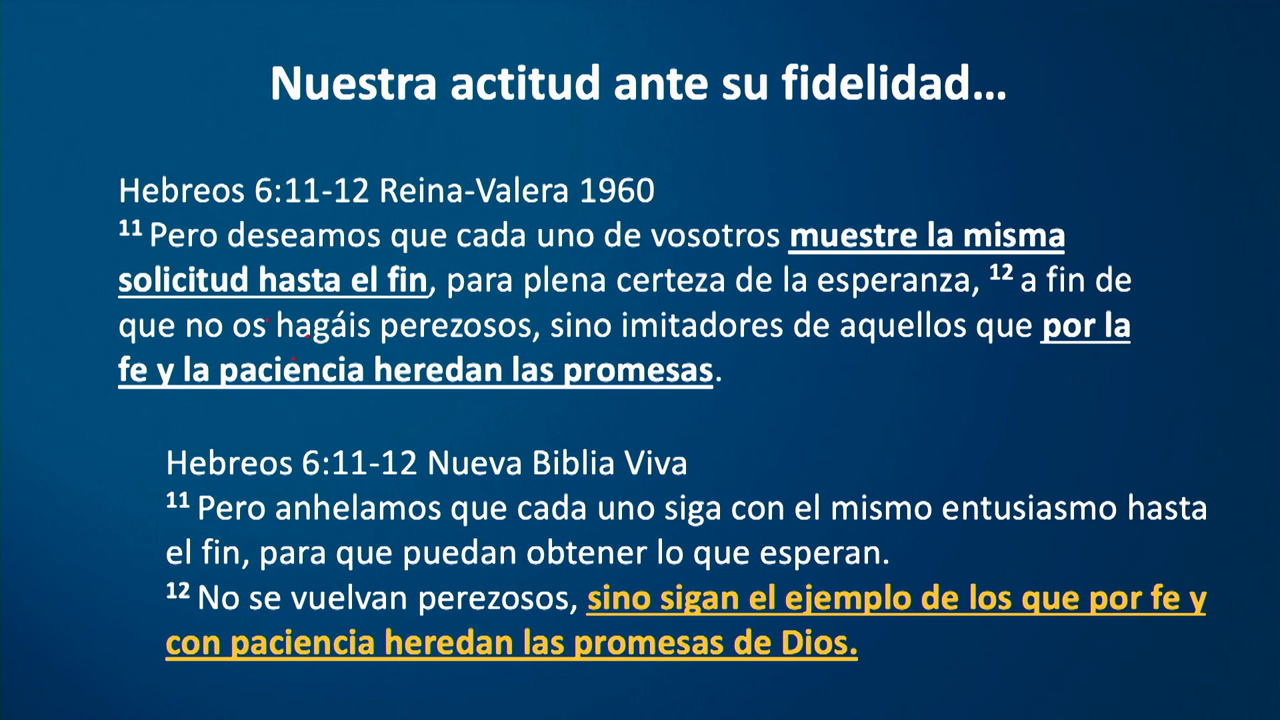 Nuestra actitud ante su fidelidad...
Hebreos 6:11-12 Reina-Valera 1960
11 Pero deseamos que cada uno de vosotros muestre la misma
solicitud hasta el fin, para plena certeza de la esperanza, 12 a fin de
que no os hagáis perezosos, sino imitadores de aquellos que por la
fe y la paciencia heredan las promesas.
Hebreos 6:11-12 Nueva Biblia Viva
11 Pero anhelamos que cada uno siga con el mismo entusiasmo hasta
el fin, para que puedan obtener lo que esperan.
12 No se vuelvan perezosos, sino sigan el ejemplo de los que por fe y
con paciencia heredan las promesas de Dios.